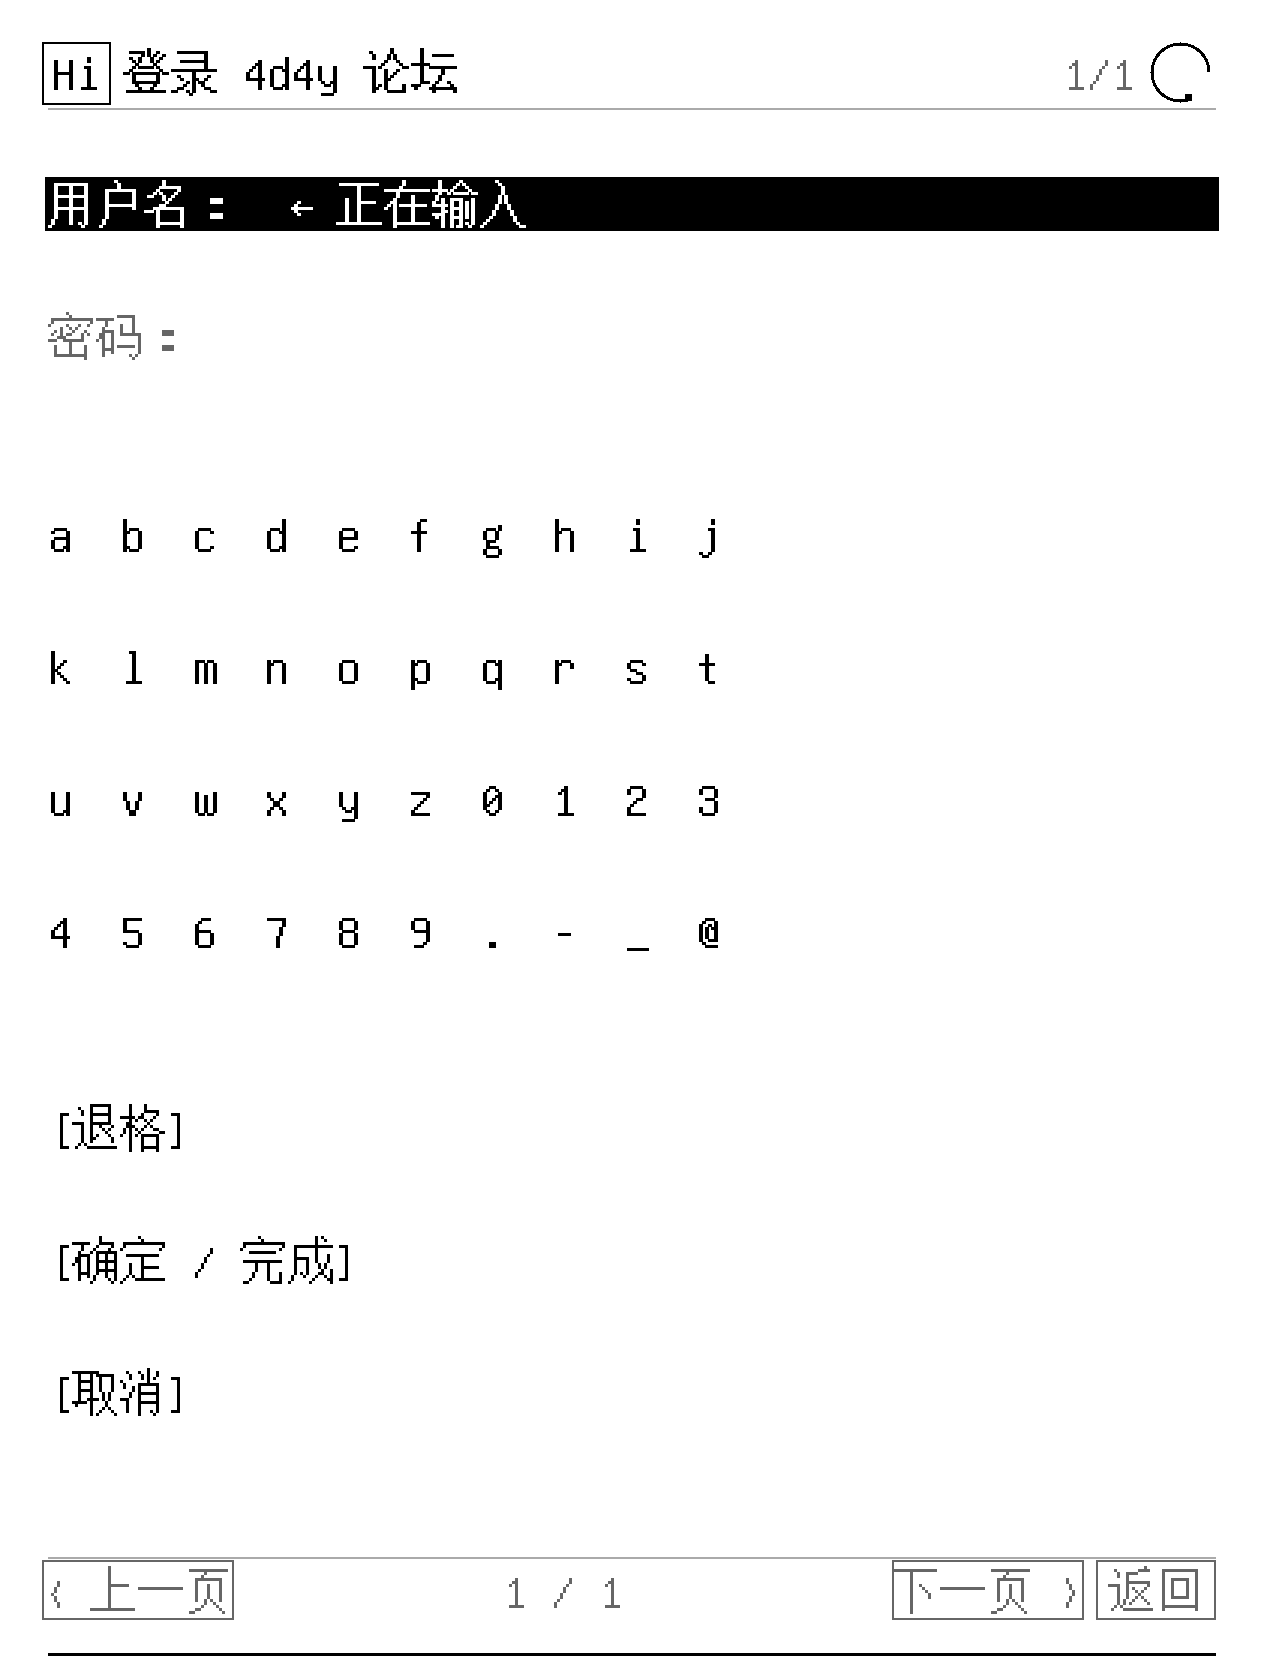 Hi 登录 4d4y 论坛 1/1
用户名： ← 正在输入
密码：
a b c d e f g h i j
k l m n o p q r s t
u v w x y z 0 1 2 3
4 5 6 7 8 9 . - _ @
[退格]
[确定 / 完成]
[取消]
‹ 上一页 1 / 1 下一页 › 返回